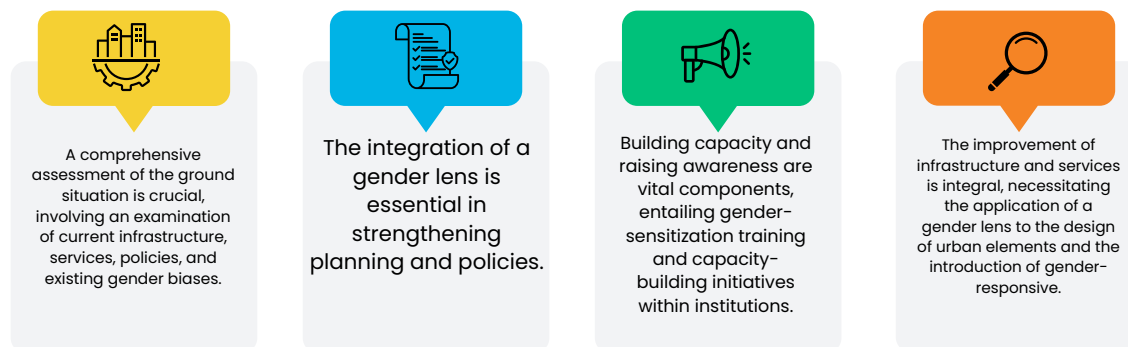 A comprehensive
assessment of the ground
situation is crucial,
involving an examination
of current infrastructure,
services, policies, and
existing gender biases.
The integration of a
gender lens is
essential in
strengthening
planning and policies.
Building capacity and
raising awareness are
vital components,
entailing gender-
sensitization training
and capacity-
building initiatives
within institutions.
The improvement of
infrastructure and services
is integral, necessitating
the application of a
gender lens to the design
of urban elements and the
introduction of gender-
responsive.